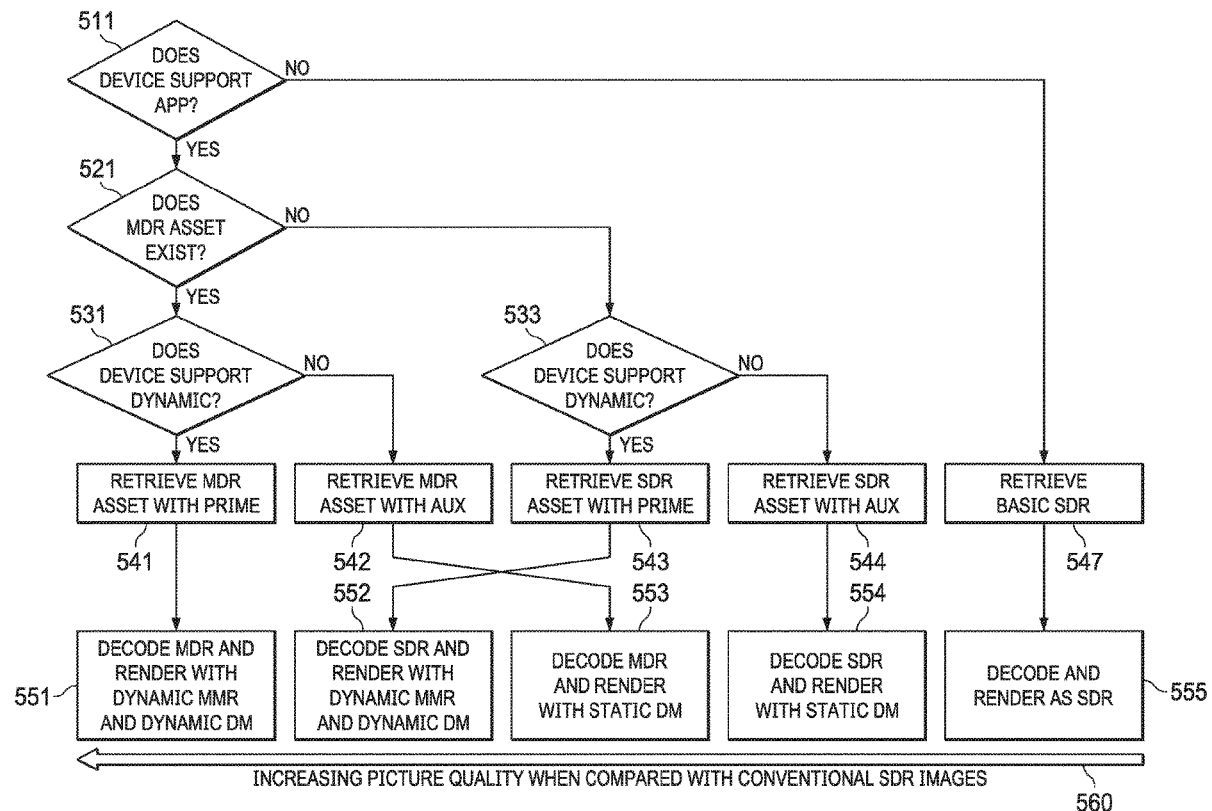 511
DOES
DEVICE SUPPORT
APP?
NO
YES
521
DOES
MDR ASSET
EXIST?
NO
YES
531
DOES
DEVICE SUPPORT
DYNAMIC?
NO
YES
533
DOES
DEVICE SUPPORT
DYNAMIC?
NO
YES
RETRIEVE MDR
ASSET WITH PRIME
541
RETRIEVE MDR
ASSET WITH AUX
542
RETRIEVE SDR
ASSET WITH PRIME
543
RETRIEVE SDR
ASSET WITH AUX
544
RETRIEVE
BASIC SDR
547
551
DECODE MDR AND
RENDER WITH
DYNAMIC MMR
AND DYNAMIC DM
552
DECODE SDR AND
RENDER WITH
DYNAMIC MMR
AND DYNAMIC DM
553
DECODE MDR
AND RENDER
WITH STATIC DM
554
DECODE SDR
AND RENDER
WITH STATIC DM
DECODE AND
RENDER AS SDR
555
INCREASING PICTURE QUALITY WHEN COMPARED WITH CONVENTIONAL SDR IMAGES
560